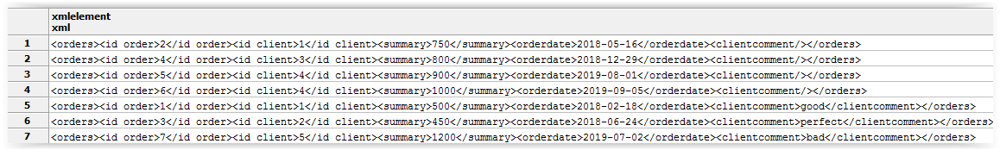 xmlelement
xml
1 <orders><id order>2</id order><id client>1</id client><summary>750</summary><orderdate>2018-05-16</orderdate><clientcomment/></orders>
2 <orders><id order>4</id order><id client>3</id client><summary>800</summary><orderdate>2018-12-29</orderdate><clientcomment/></orders>
3 <orders><id order>5</id order><id client>4</id client><summary>900</summary><orderdate>2019-08-01</orderdate><clientcomment/></orders>
4 <orders><id order>6</id order><id client>4</id client><summary>1000</summary><orderdate>2019-09-05</orderdate><clientcomment/></orders>
5 <orders><id order>1</id order><id client>1</id client><summary>500</summary><orderdate>2018-02-18</orderdate><clientcomment>good</clientcomment></orders>
6 <orders><id order>3</id order><id client>2</id client><summary>450</summary><orderdate>2018-06-24</orderdate><clientcomment>perfect</clientcomment></orders>
7 <orders><id order>7</id order><id client>5</id client><summary>1200</summary><orderdate>2019-07-02</orderdate><clientcomment>bad</clientcomment></orders>